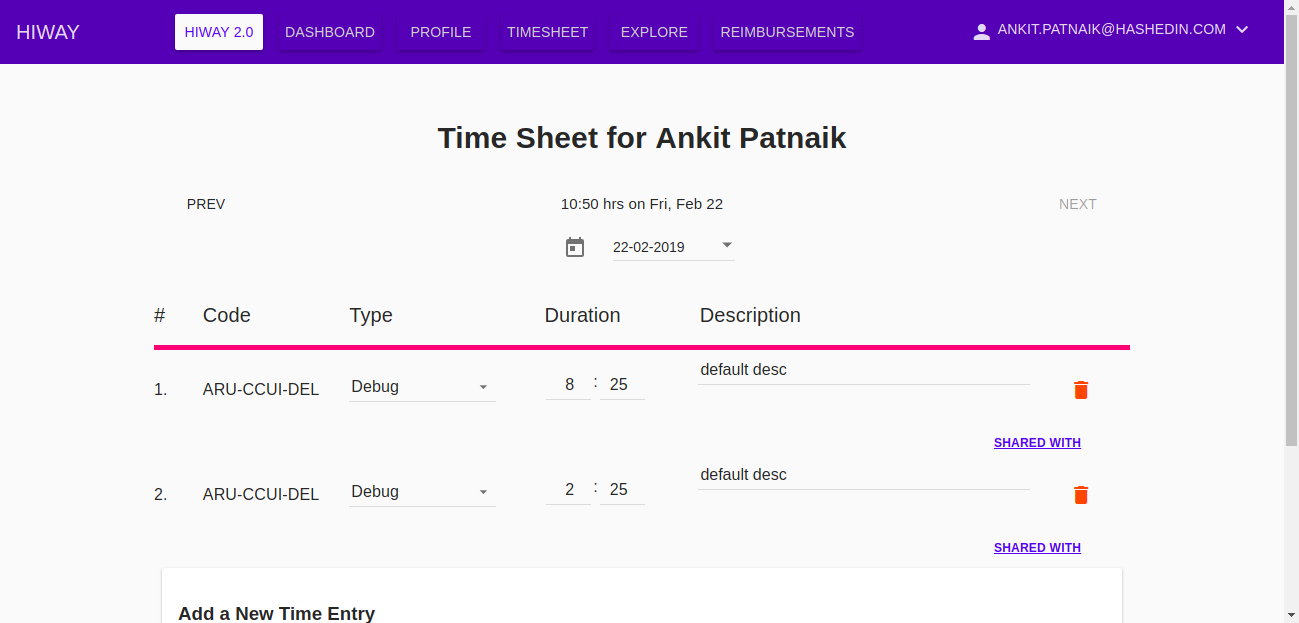 HIWAY HIWAY 2.0 DASHBOARD PROFILE TIMESHEET EXPLORE REIMBURSEMENTS ANKIT.PATNAIK@HASHEDIN.COM
Time Sheet for Ankit Patnaik
PREV 10:50 hrs on Fri, Feb 22 NEXT
22-02-2019
# Code Type Duration Description
1. ARU-CCUI-DEL Debug 8 : 25 default desc
SHARED WITH
2. ARU-CCUI-DEL Debug 2 : 25 default desc
SHARED WITH
Add a New Time Entry